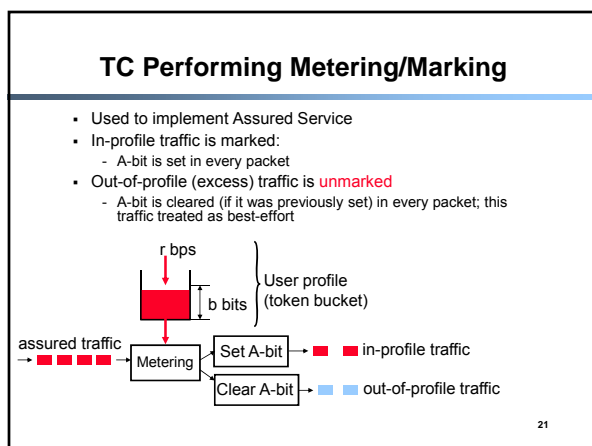 TC Performing Metering/Marking
▪ Used to implement Assured Service
▪ In-profile traffic is marked:
- A-bit is set in every packet
▪ Out-of-profile (excess) traffic is unmarked
- A-bit is cleared (if it was previously set) in every packet; this
traffic treated as best-effort
r bps
b bits
User profile
(token bucket)
assured traffic
Metering
Set A-bit
in-profile traffic
Clear A-bit
out-of-profile traffic
21